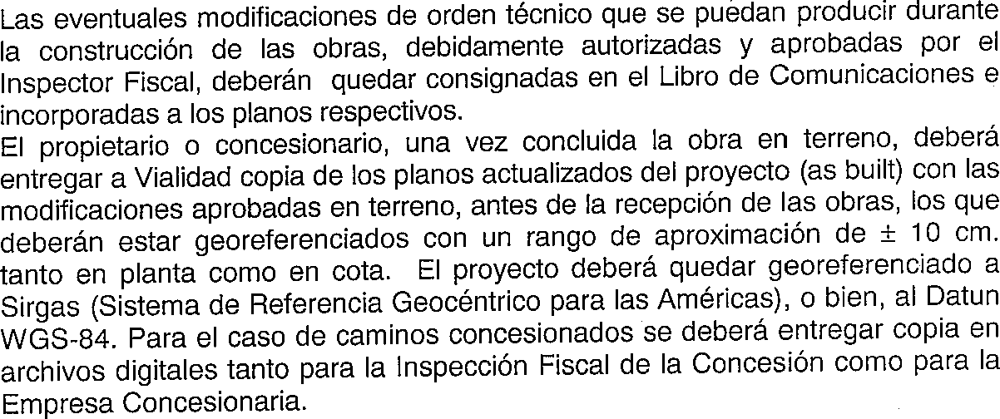 Las eventuales modificaciones de orden técnico que se puedan producir durante
la construcción de las obras, debidamente autorizadas y aprobadas por el
Inspector Fiscal, deberán quedar consignadas en el Libro de Comunicaciones e
incorporadas a los planos respectivos.
El propietario o concesionario, una vez concluida la obra en terreno, deberá
entregar a Vialidad copia de los planos actualizados del proyecto (as built) con las
modificaciones aprobadas en terreno, antes de la recepción de las obras, los que
deberán estar georeferenciados con un rango de aproximación de ± 10 cm.
tanto en planta como en cota. El proyecto deberá quedar georeferenciado a
Sirgas (Sistema de Referencia Geocéntrico para las Américas), o bien, al Datun
WGS-84. Para el caso de caminos concesionados se deberá entregar copia en
archivos digitales tanto para la Inspección Fiscal de la Concesión como para la
Empresa Concesionaria.